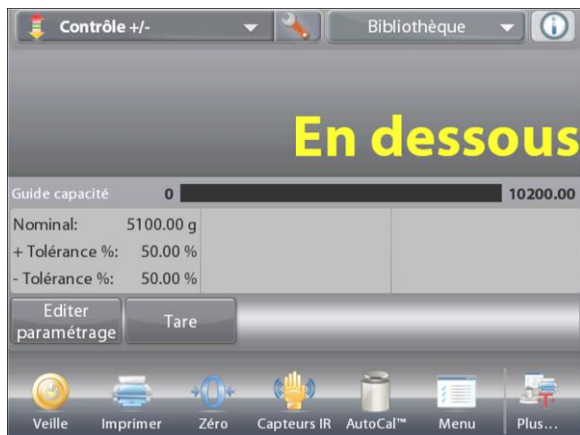 Contrôle +/- Bibliothèque
En dessous
Guide capacité 0 10200.00
Nominal: 5100.00 g
+ Tolérance %: 50.00 %
- Tolérance %: 50.00 %
Editer
paramétrage
Tare
Veille Imprimer Zéro Capteurs IR AutoCal™ Menu Plus...